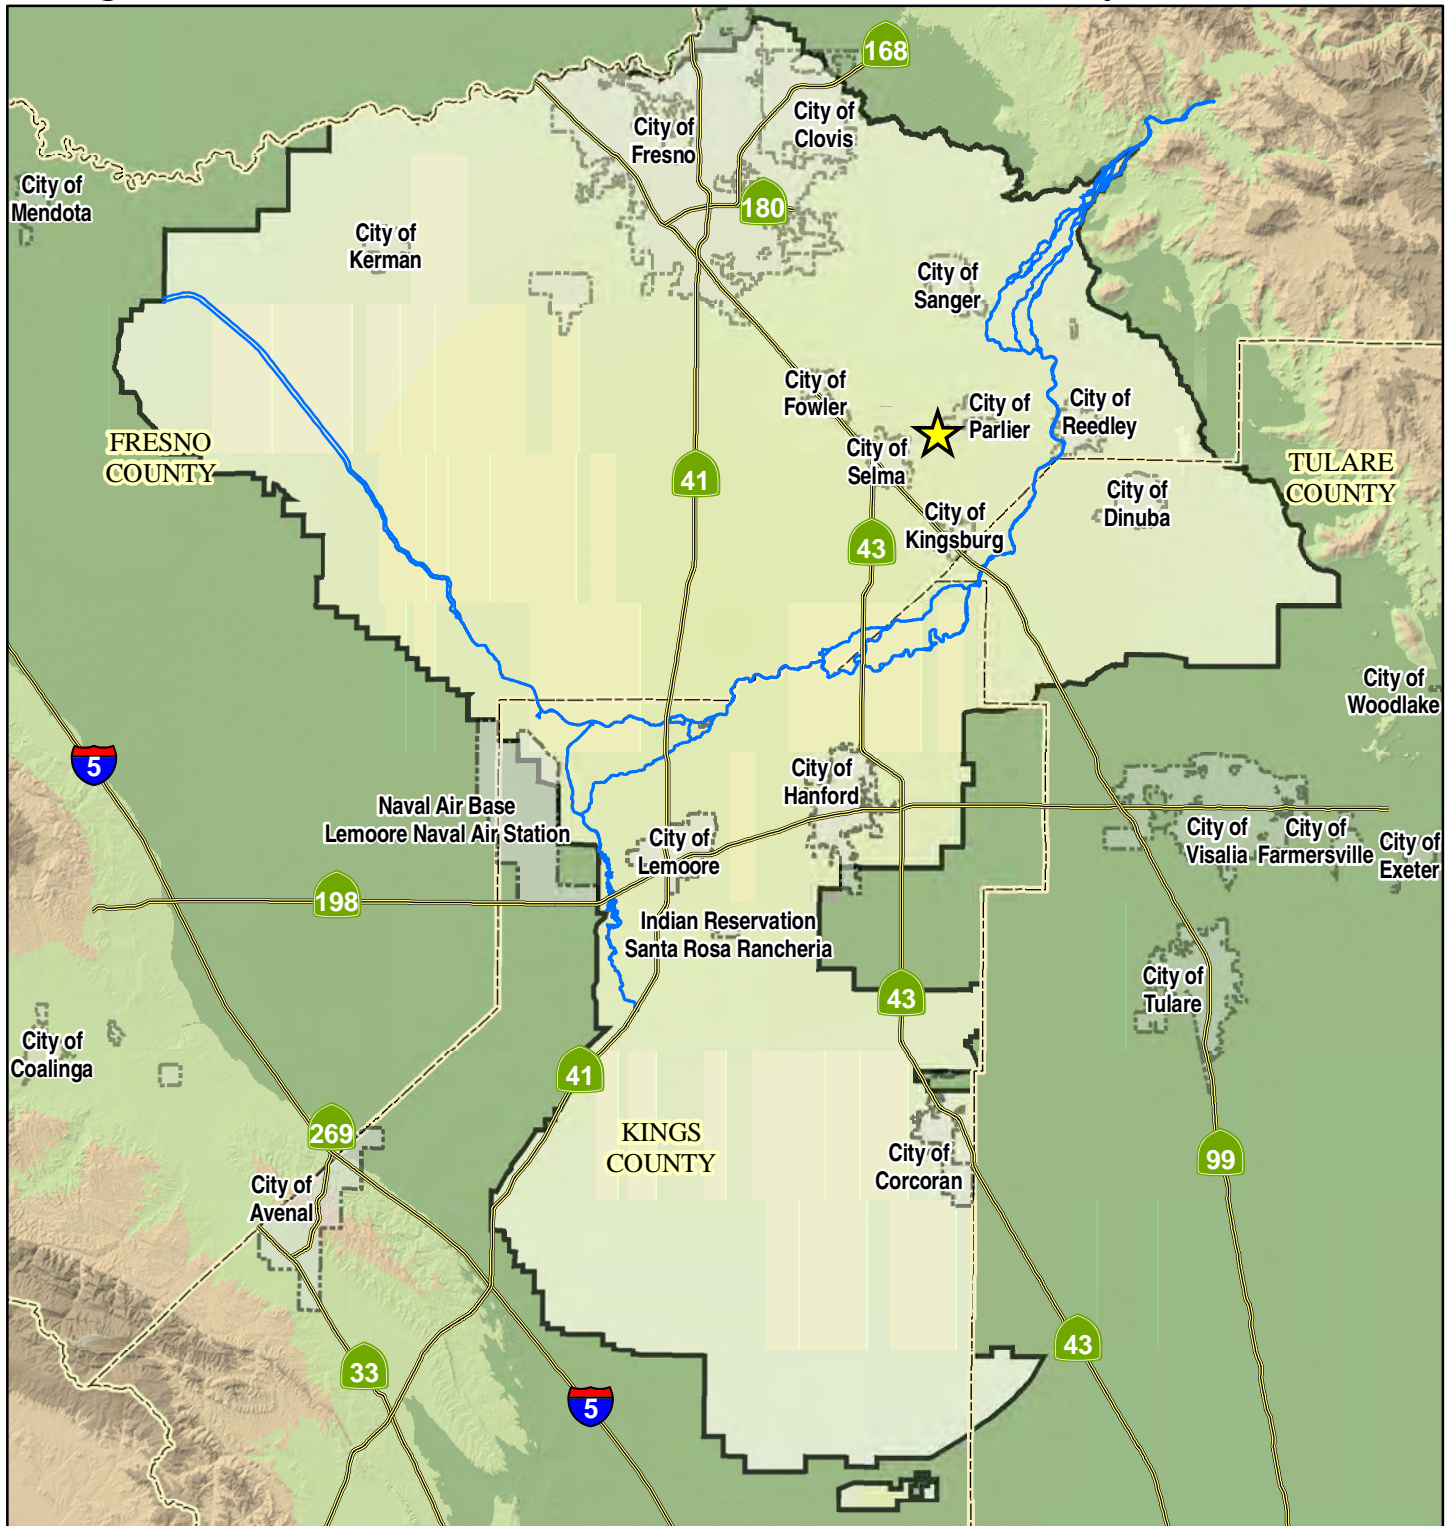 168
City of
Clovis
City of
Fresno
City of
Mendota
180
City of
Kerman
City of
Sanger
City of
Fowler
City of
Parlier
City of
Reedley
FRESNO
COUNTY
City of
Selma
TULARE
COUNTY
41
City of
Dinuba
City of
Kingsburg
43
City of
Woodlake
5
City of
Hanford
Naval Air Base
Lemoore Naval Air Station
City of
Lemoore
City of
Visalia
City of
Farmersville
City of
Exeter
198
Indian Reservation
Santa Rosa Rancheria
City of
Tulare
43
City of
Coalinga
41
269
KINGS
COUNTY
City of
Corcoran
99
City of
Avenal
43
33
5